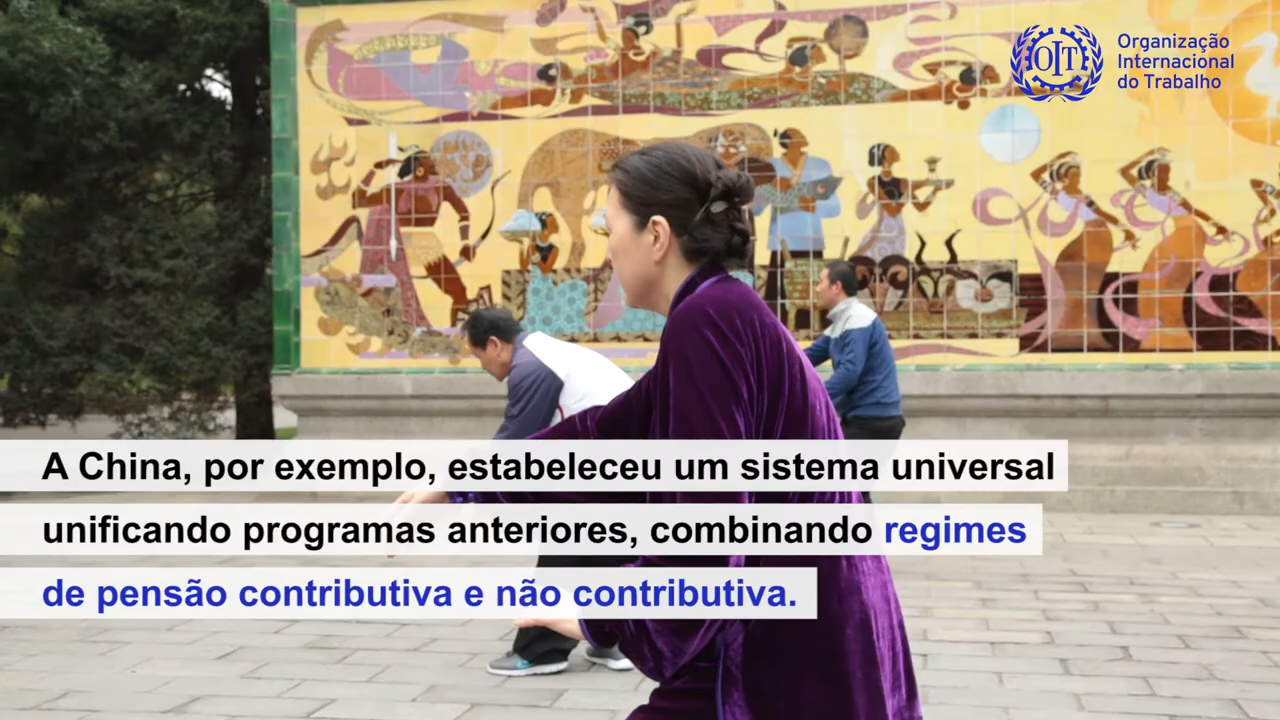 OIT
Organização
Internacional
do Trabalho
A China, por exemplo, estabeleceu um sistema universal
unificando programas anteriores, combinando regimes
de pensão contributiva e não contributiva.